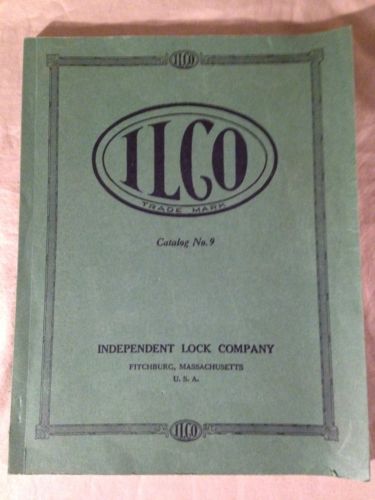 ILCO
ILCO
TRADE MARK
Catalog No. 9
INDEPENDENT LOCK COMPANY
FITCHBURG, MASSACHUSETTS
U. S. A.
ILCO